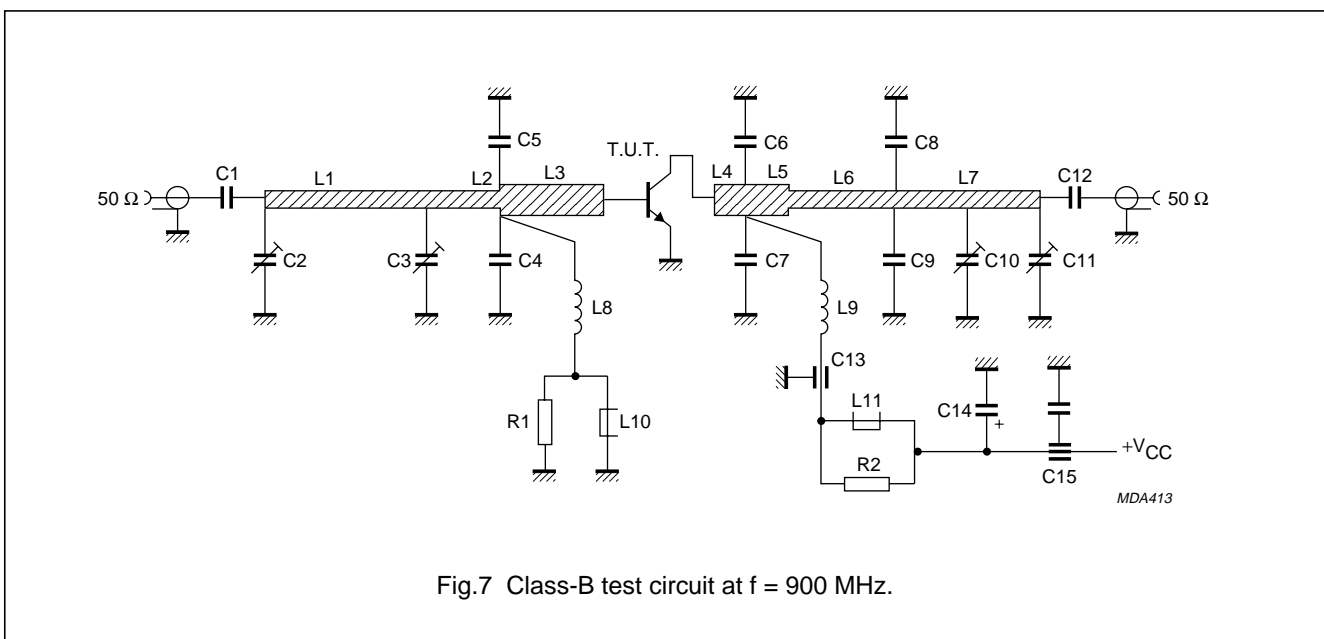 C5
C6
C8
T.U.T.
L1
L2
L3
L4
L5
L6
L7
50 Ω
C1
C12
50 Ω
C2
C3
C4
C7
C9
C10
C11
L8
L9
C13
R1
L10
L11
C14
+
R2
C15
+VCC
MDA413
Fig.7 Class-B test circuit at f = 900 MHz.